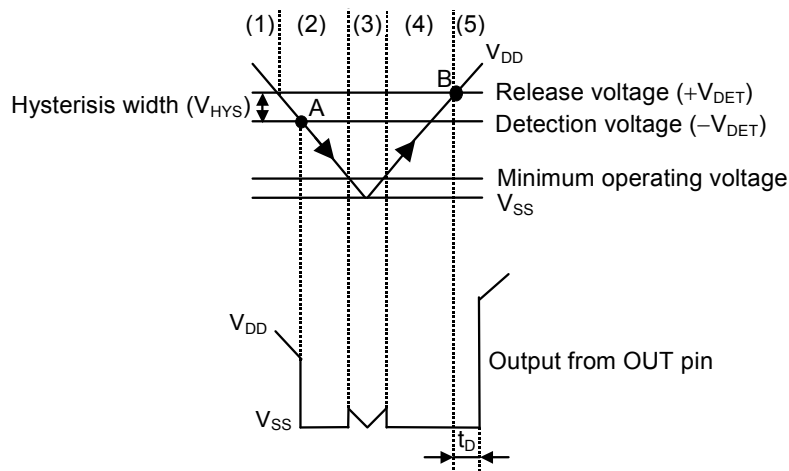 (1) (2) (3) (4) (5)
V_DD
B
Release voltage (+V_DET)
Hysterisis width (V_HYS)
A
Detection voltage (−V_DET)
Minimum operating voltage
V_SS
V_DD
Output from OUT pin
V_SS
t_D